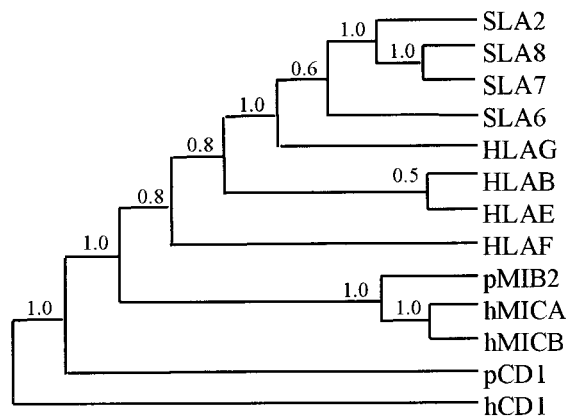 1.0 SLA2
1.0 SLA8
0.6 SLA7
1.0 SLA6
0.8 HLAG
0.5 HLAB
0.8 HLAE
1.0 HLAF
1.0 pMIB2
1.0 1.0 hMICA
hMICB
pCD1
hCD1